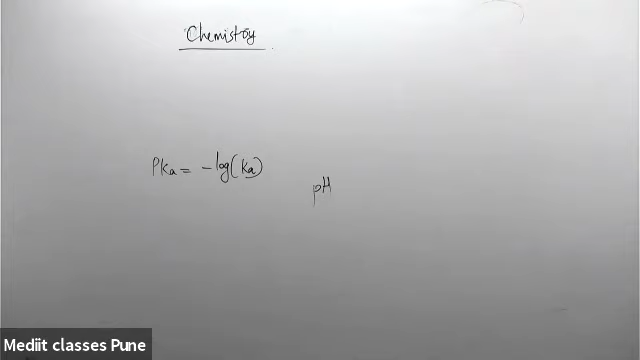 Chemistry
PKa = -log(Ka)
pH
Mediit classes Pune